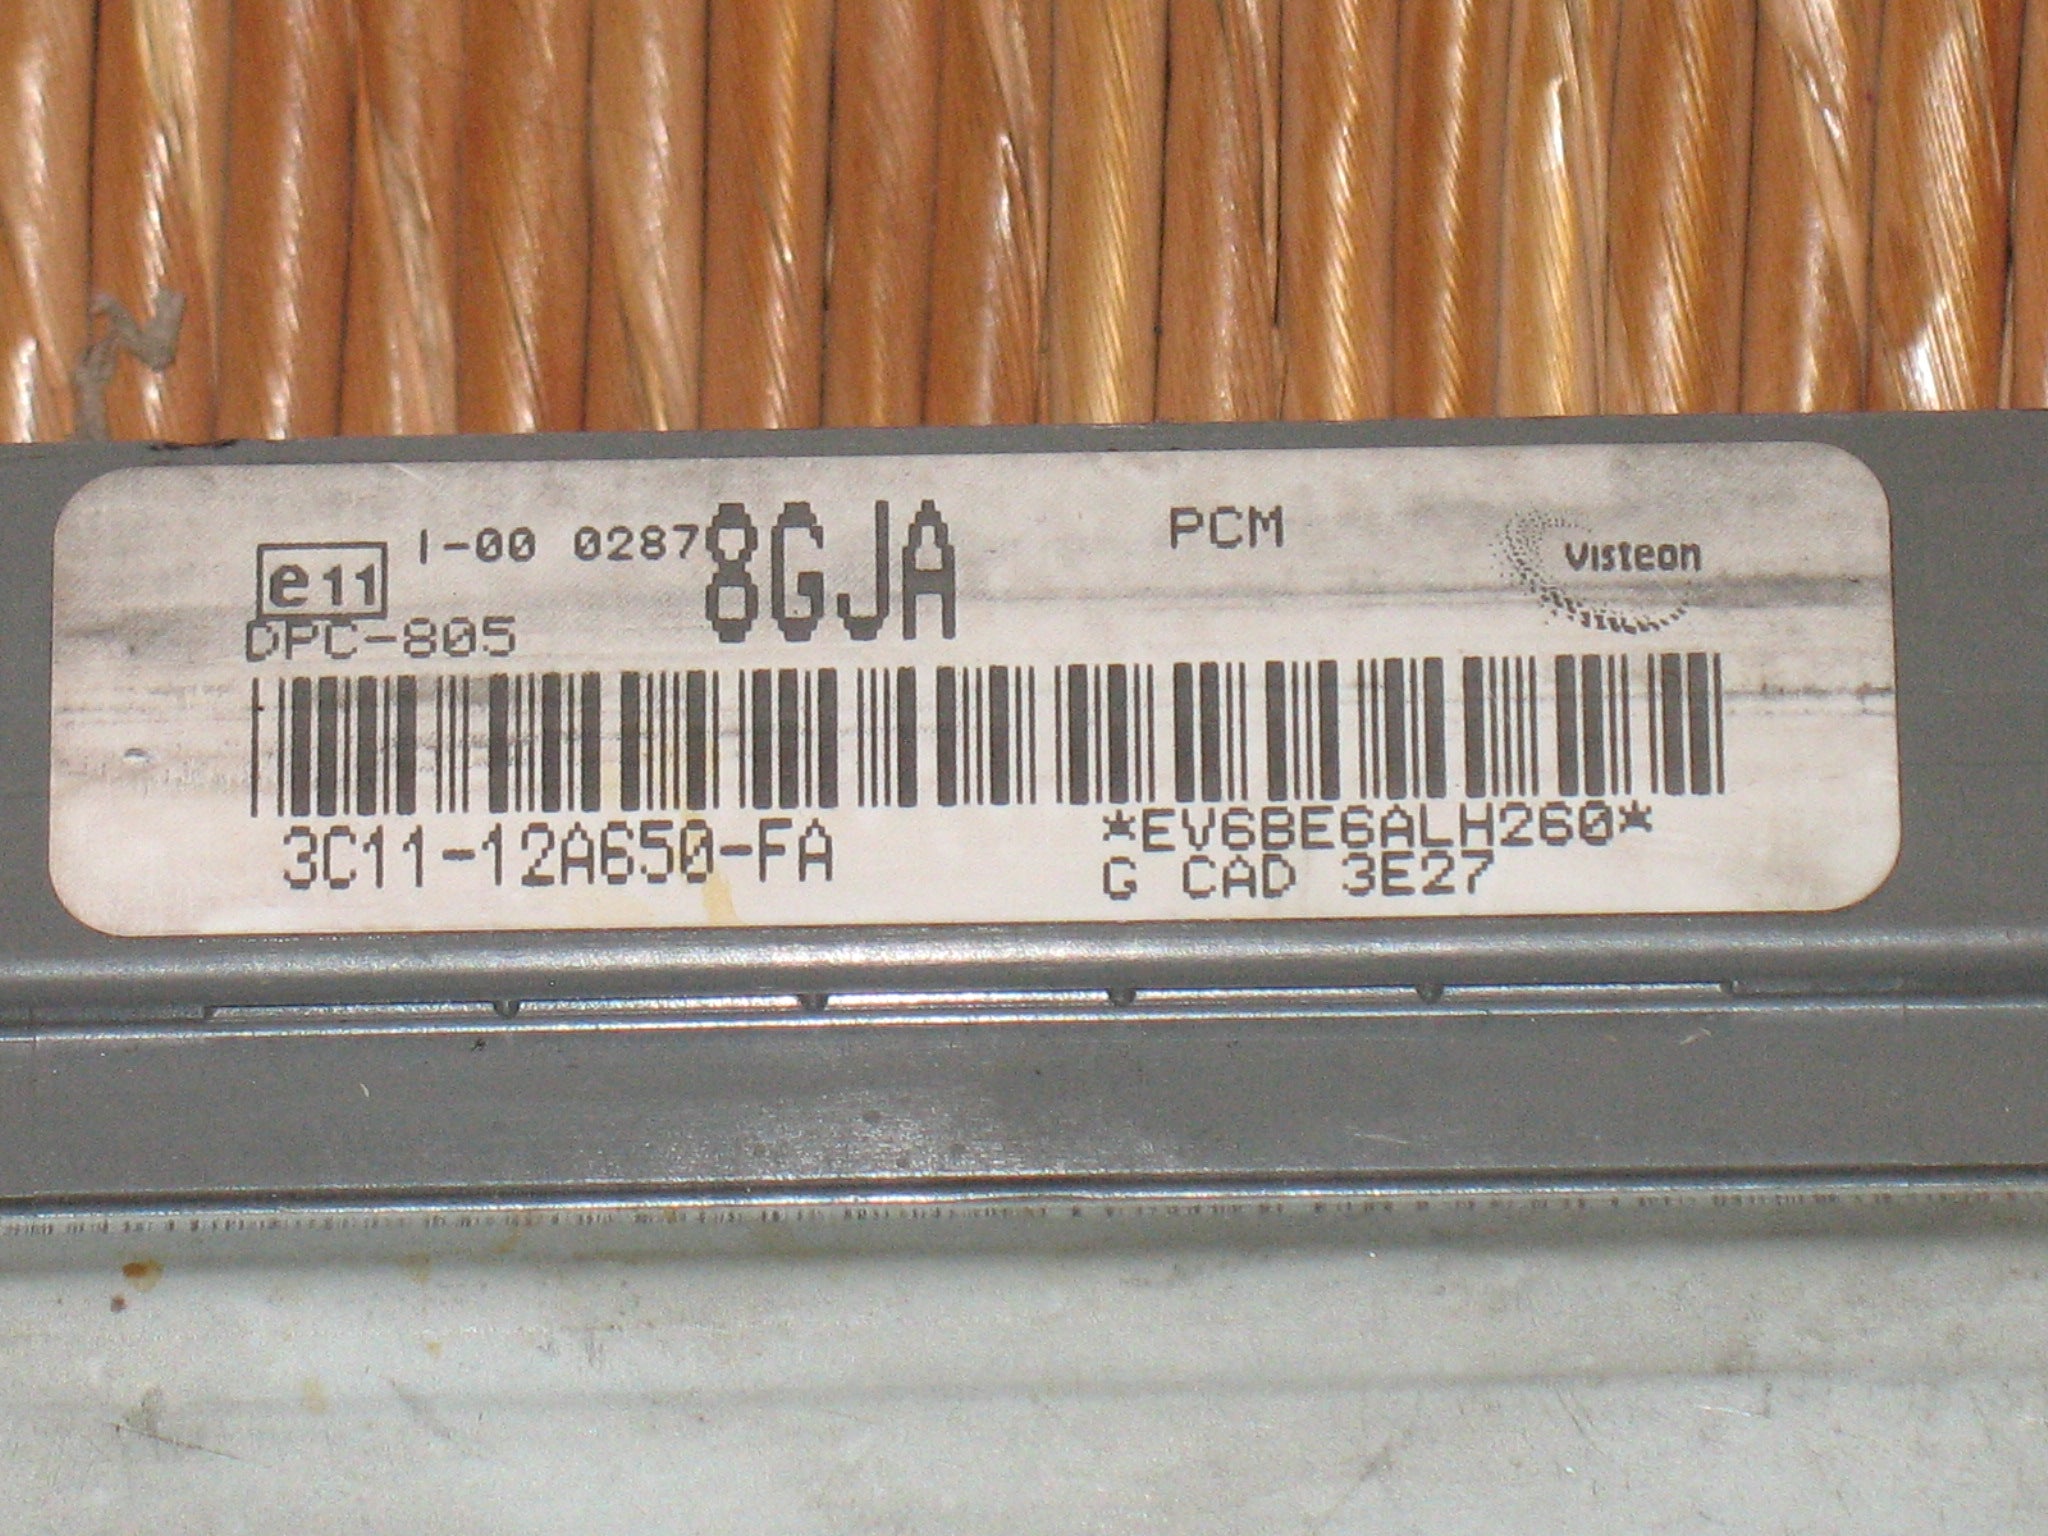 e11 I-00 0287 8GJA PCM Visteon
DPC-805
3C11-12A650-FA *EV6BE6ALH260*
G CAD 3E27